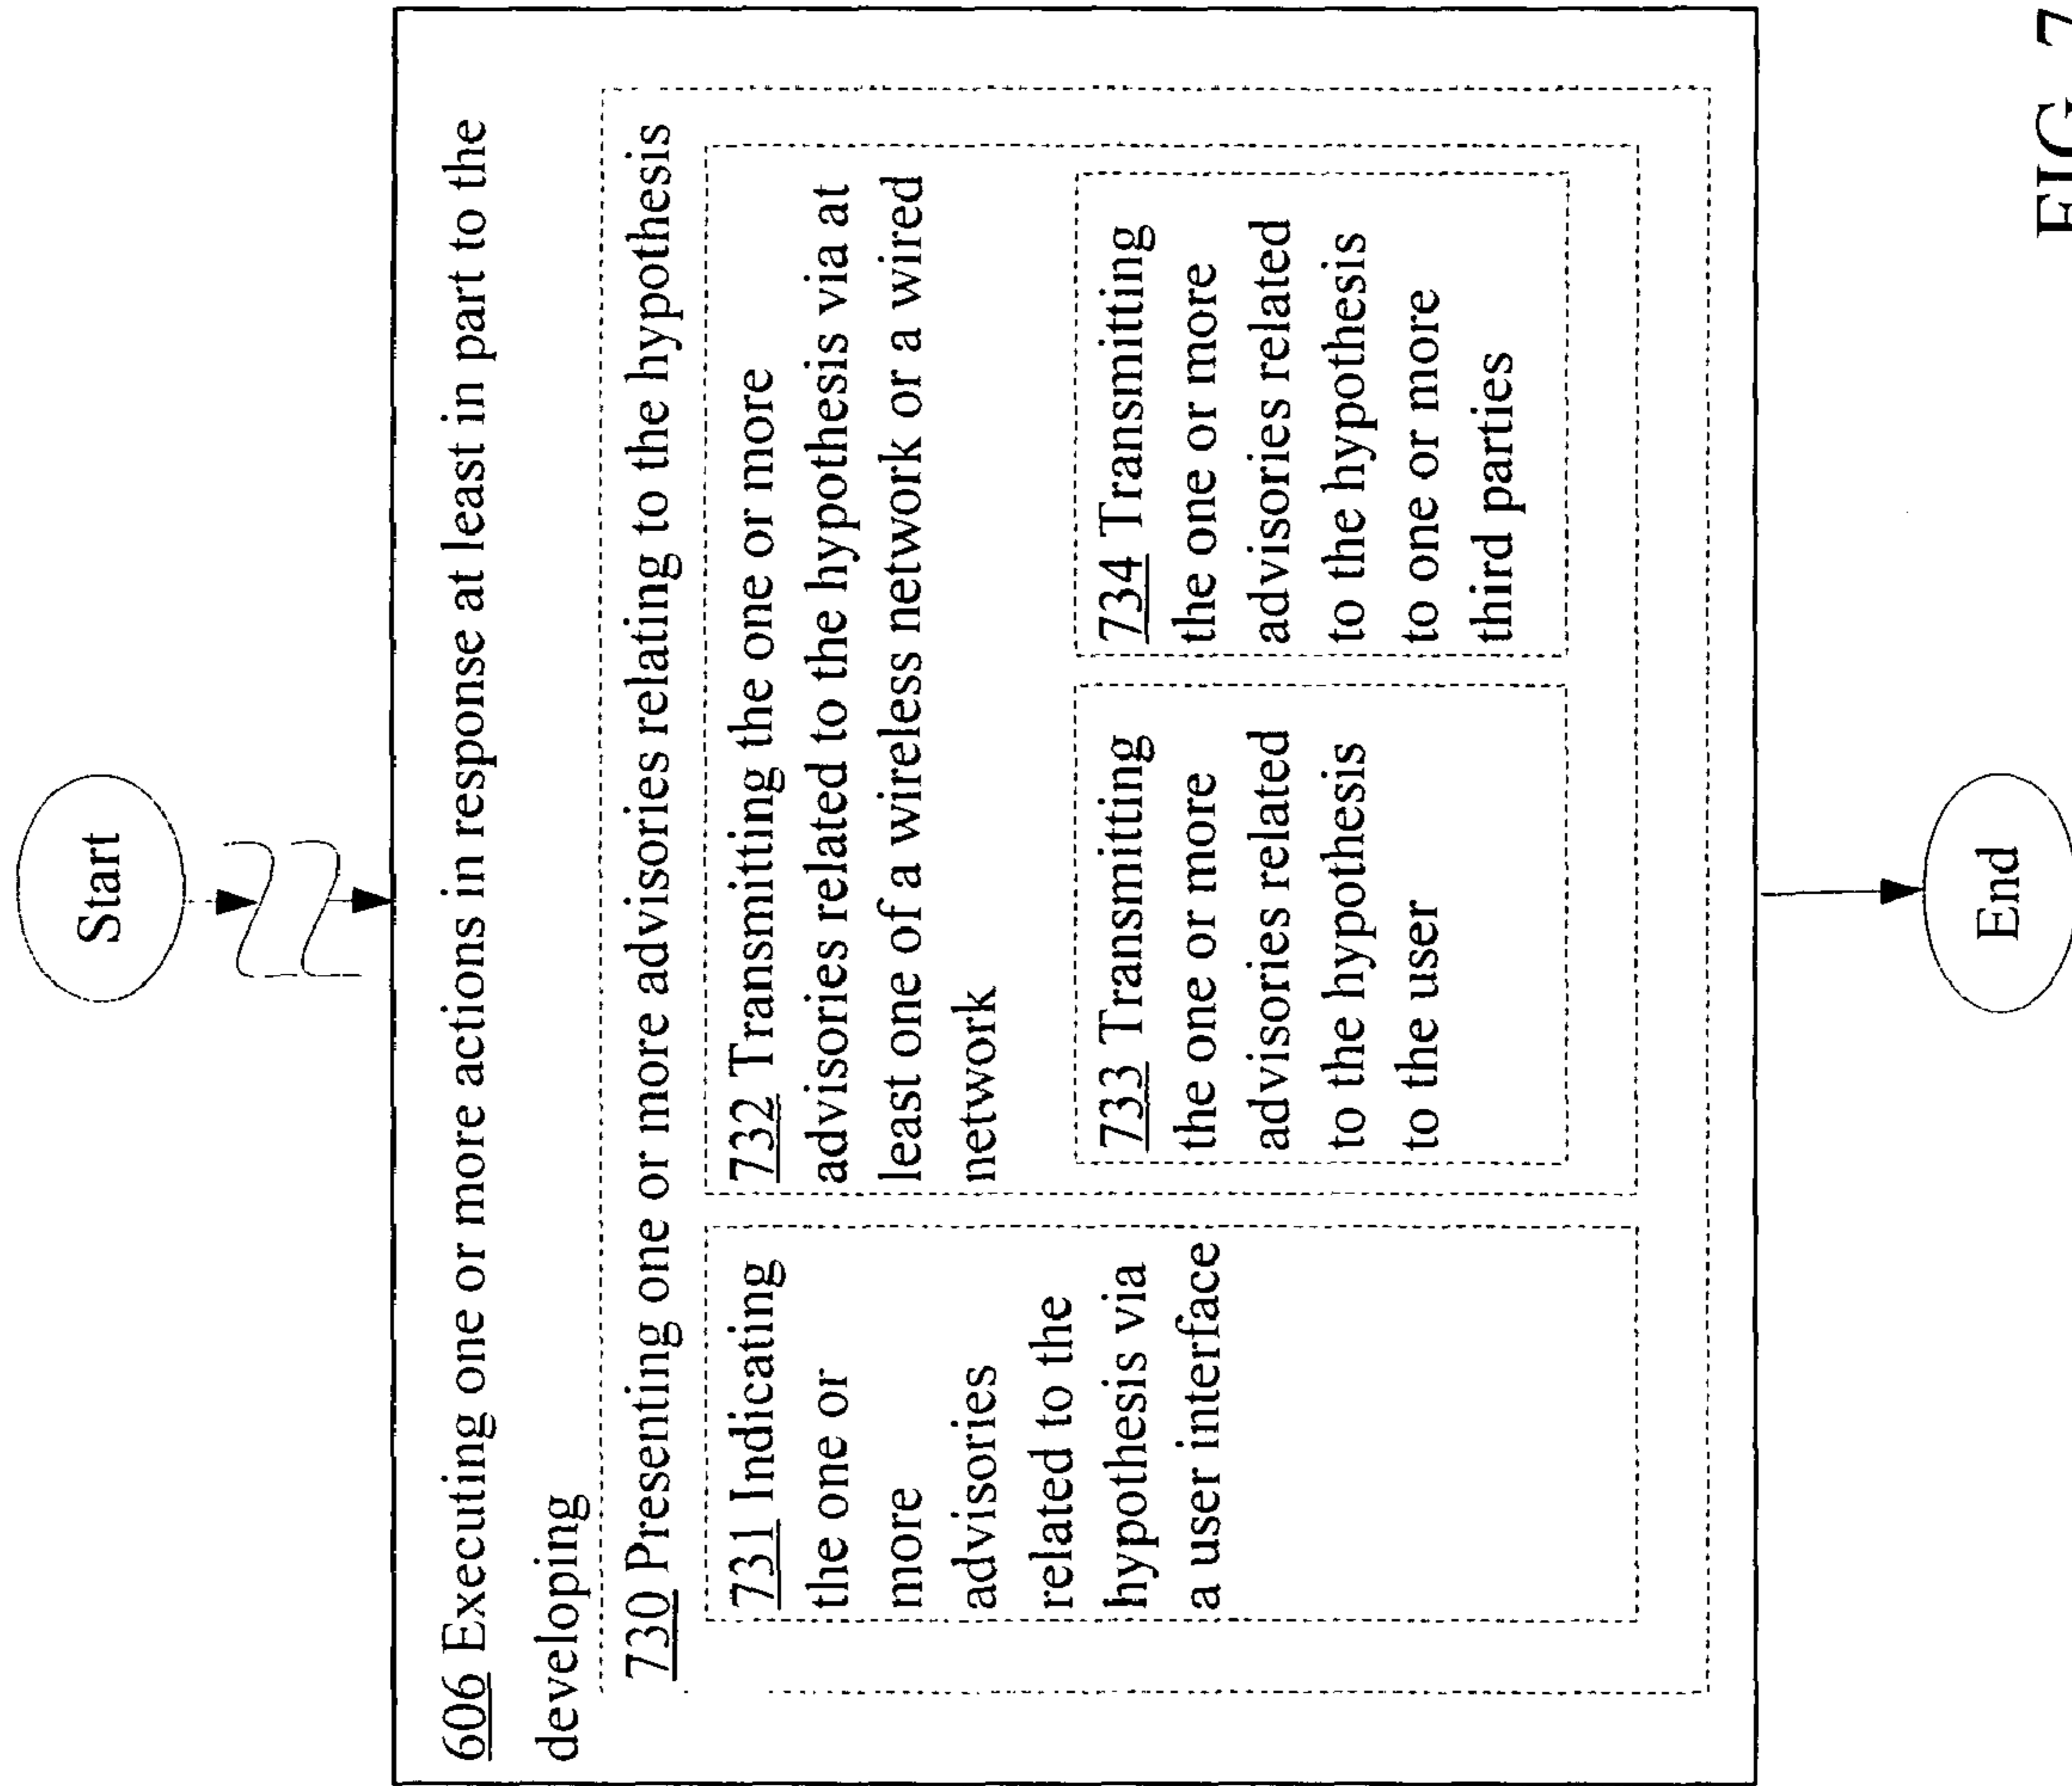 Start
606 Executing one or more actions in response at least in part to the
developing
730 Presenting one or more advisories relating to the hypothesis
731 Indicating
the one or
more
advisories
related to the
hypothesis via
a user interface
732 Transmitting the one or more
advisories related to the hypothesis via at
least one of a wireless network or a wired
network
733 Transmitting
the one or more
advisories related
to the hypothesis
to the user
734 Transmitting
the one or more
advisories related
to the hypothesis
to one or more
third parties
End
FIG 7